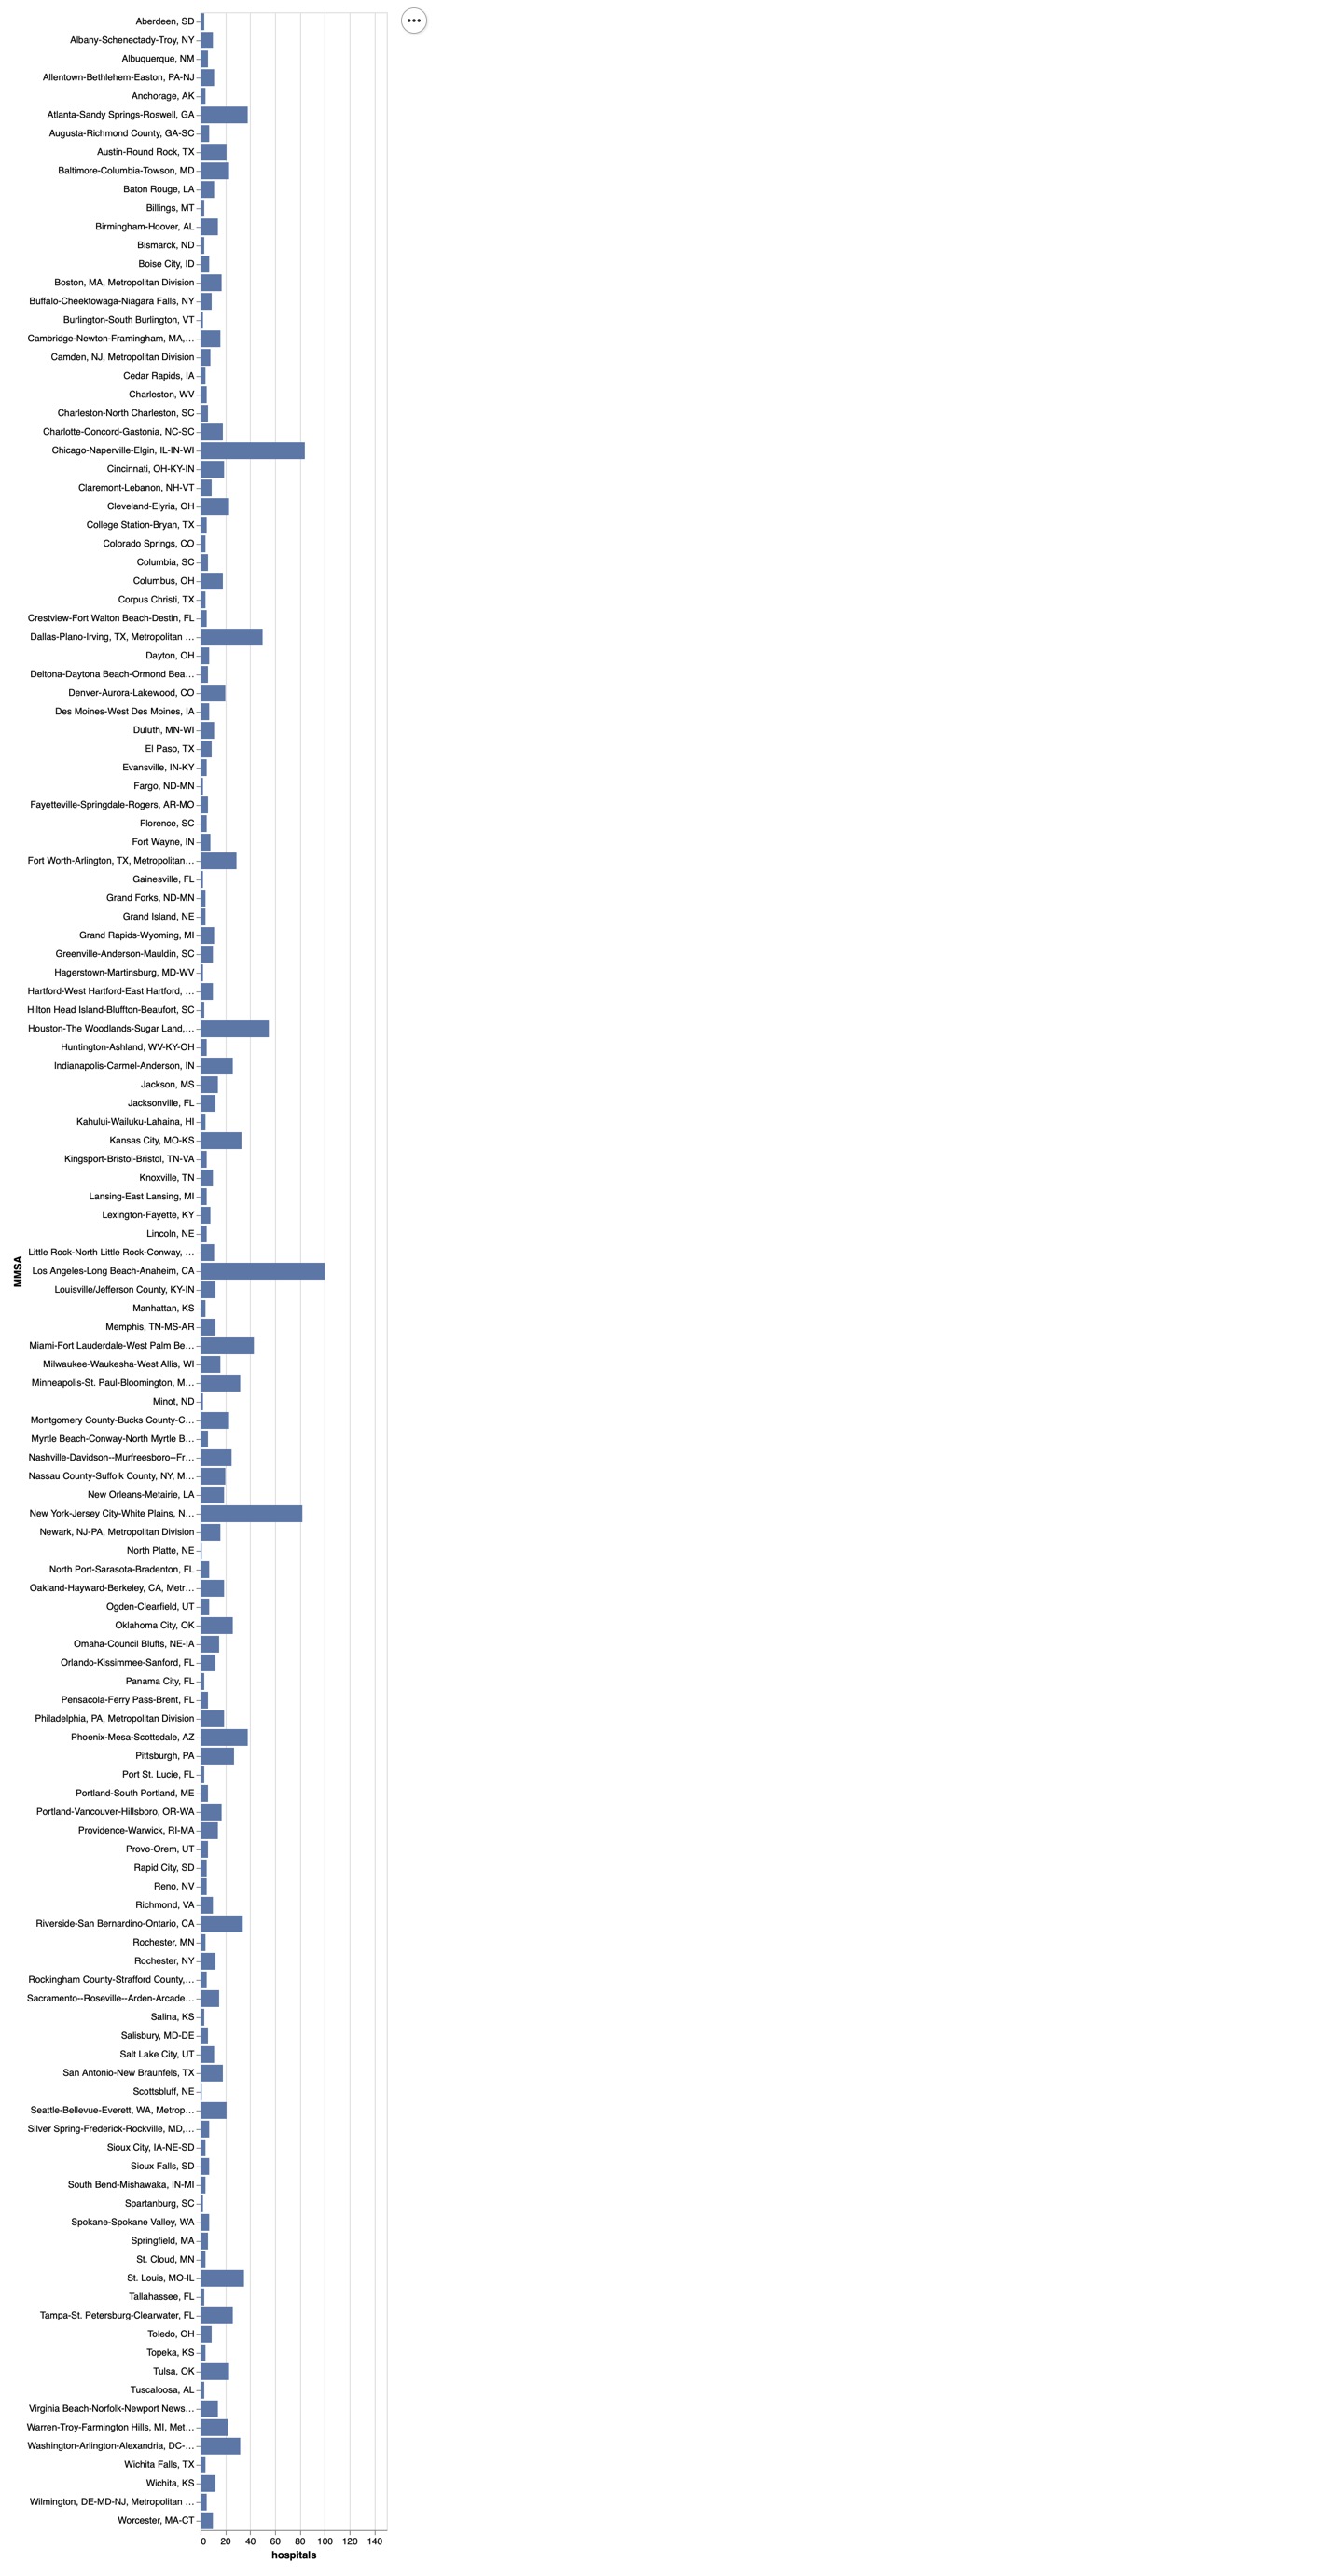 Aberdeen, SD
Albany-Schenectady-Troy, NY
Albuquerque, NM
Allentown-Bethlehem-Easton, PA-NJ
Anchorage, AK
Atlanta-Sandy Springs-Roswell, GA
Augusta-Richmond County, GA-SC
Austin-Round Rock, TX
Baltimore-Columbia-Towson, MD
Baton Rouge, LA
Billings, MT
Birmingham-Hoover, AL
Bismarck, ND
Boise City, ID
Boston, MA, Metropolitan Division
Buffalo-Cheektowaga-Niagara Falls, NY
Burlington-South Burlington, VT
Cambridge-Newton-Framingham, MA,…
Camden, NJ, Metropolitan Division
Cedar Rapids, IA
Charleston, WV
Charleston-North Charleston, SC
Charlotte-Concord-Gastonia, NC-SC
Chicago-Naperville-Elgin, IL-IN-WI
Cincinnati, OH-KY-IN
Claremont-Lebanon, NH-VT
Cleveland-Elyria, OH
College Station-Bryan, TX
Colorado Springs, CO
Columbia, SC
Columbus, OH
Corpus Christi, TX
Crestview-Fort Walton Beach-Destin, FL
Dallas-Plano-Irving, TX, Metropolitan …
Dayton, OH
Deltona-Daytona Beach-Ormond Bea…
Denver-Aurora-Lakewood, CO
Des Moines-West Des Moines, IA
Duluth, MN-WI
El Paso, TX
Evansville, IN-KY
Fargo, ND-MN
Fayetteville-Springdale-Rogers, AR-MO
Florence, SC
Fort Wayne, IN
Fort Worth-Arlington, TX, Metropolitan…
Gainesville, FL
Grand Forks, ND-MN
Grand Island, NE
Grand Rapids-Wyoming, MI
Greenville-Anderson-Mauldin, SC
Hagerstown-Martinsburg, MD-WV
Hartford-West Hartford-East Hartford, …
Hilton Head Island-Bluffton-Beaufort, SC
Houston-The Woodlands-Sugar Land,…
Huntington-Ashland, WV-KY-OH
Indianapolis-Carmel-Anderson, IN
Jackson, MS
Jacksonville, FL
Kahului-Wailuku-Lahaina, HI
Kansas City, MO-KS
Kingsport-Bristol-Bristol, TN-VA
Knoxville, TN
Lansing-East Lansing, MI
Lexington-Fayette, KY
Lincoln, NE
Little Rock-North Little Rock-Conway, …
MMSA
Los Angeles-Long Beach-Anaheim, CA
Louisville/Jefferson County, KY-IN
Manhattan, KS
Memphis, TN-MS-AR
Miami-Fort Lauderdale-West Palm Be…
Milwaukee-Waukesha-West Allis, WI
Minneapolis-St. Paul-Bloomington, M…
Minot, ND
Montgomery County-Bucks County-C…
Myrtle Beach-Conway-North Myrtle B…
Nashville-Davidson--Murfreesboro--Fr…
Nassau County-Suffolk County, NY, M…
New Orleans-Metairie, LA
New York-Jersey City-White Plains, N…
Newark, NJ-PA, Metropolitan Division
North Platte, NE
North Port-Sarasota-Bradenton, FL
Oakland-Hayward-Berkeley, CA, Metr…
Ogden-Clearfield, UT
Oklahoma City, OK
Omaha-Council Bluffs, NE-IA
Orlando-Kissimmee-Sanford, FL
Panama City, FL
Pensacola-Ferry Pass-Brent, FL
Philadelphia, PA, Metropolitan Division
Phoenix-Mesa-Scottsdale, AZ
Pittsburgh, PA
Port St. Lucie, FL
Portland-South Portland, ME
Portland-Vancouver-Hillsboro, OR-WA
Providence-Warwick, RI-MA
Provo-Orem, UT
Rapid City, SD
Reno, NV
Richmond, VA
Riverside-San Bernardino-Ontario, CA
Rochester, MN
Rochester, NY
Rockingham County-Strafford County,…
Sacramento--Roseville--Arden-Arcade…
Salina, KS
Salisbury, MD-DE
Salt Lake City, UT
San Antonio-New Braunfels, TX
Scottsbluff, NE
Seattle-Bellevue-Everett, WA, Metrop…
Silver Spring-Frederick-Rockville, MD,…
Sioux City, IA-NE-SD
Sioux Falls, SD
South Bend-Mishawaka, IN-MI
Spartanburg, SC
Spokane-Spokane Valley, WA
Springfield, MA
St. Cloud, MN
St. Louis, MO-IL
Tallahassee, FL
Tampa-St. Petersburg-Clearwater, FL
Toledo, OH
Topeka, KS
Tulsa, OK
Tuscaloosa, AL
Virginia Beach-Norfolk-Newport News…
Warren-Troy-Farmington Hills, MI, Met…
Washington-Arlington-Alexandria, DC-…
Wichita Falls, TX
Wichita, KS
Wilmington, DE-MD-NJ, Metropolitan …
Worcester, MA-CT
0 20 40 60 80 100 120 140
hospitals